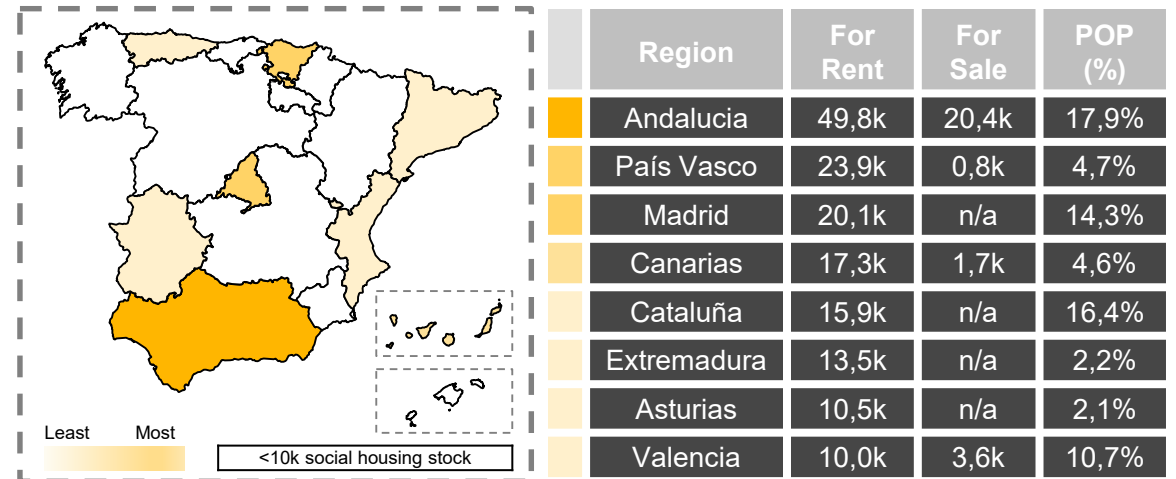 Least Most
<10k social housing stock
Region For Rent For Sale POP (%)
Andalucia 49,8k 20,4k 17,9%
País Vasco 23,9k 0,8k 4,7%
Madrid 20,1k n/a 14,3%
Canarias 17,3k 1,7k 4,6%
Cataluña 15,9k n/a 16,4%
Extremadura 13,5k n/a 2,2%
Asturias 10,5k n/a 2,1%
Valencia 10,0k 3,6k 10,7%